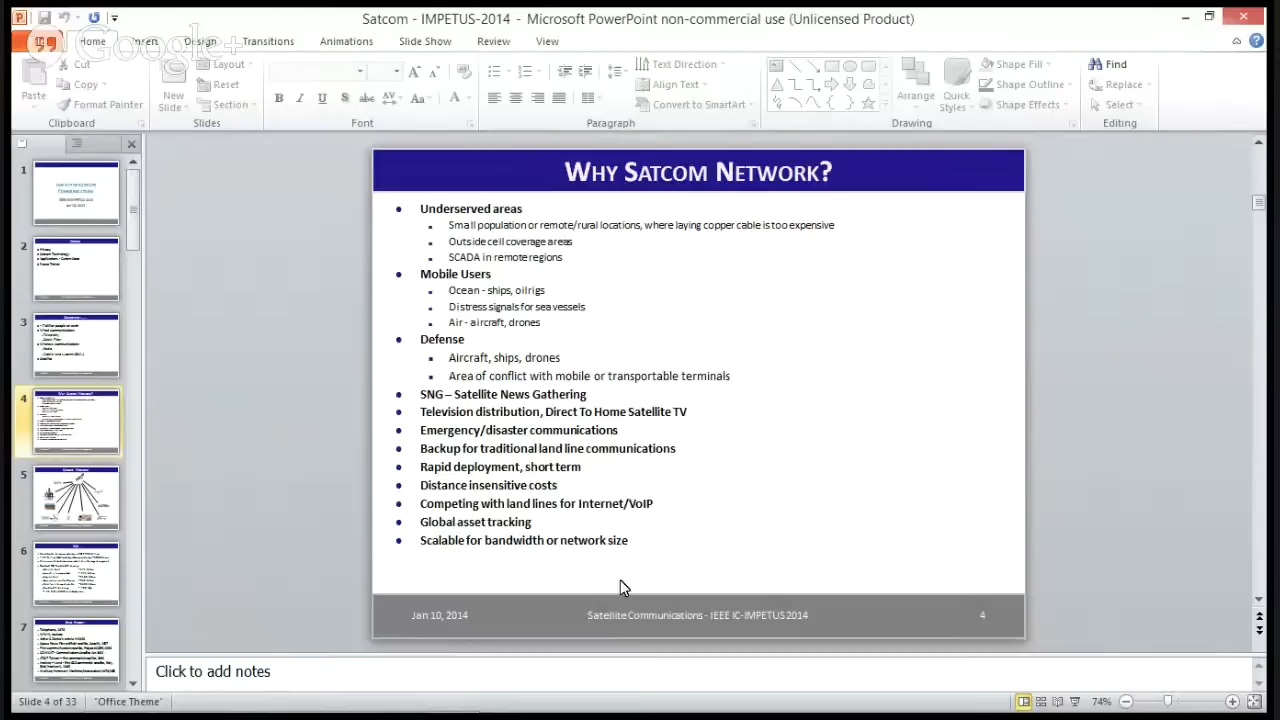 Satcom - IMPETUS-2014 - Microsoft PowerPoint non-commercial use (Unlicensed Product)
Google+
Home Insert Design Transitions Animations Slide Show Review View
Cut
Copy
Format Painter
Paste
Clipboard
New Slide
Layout
Reset
Section
Slides
Font
Text Direction
Align Text
Convert to SmartArt
Paragraph
Arrange
Quick Styles
Shape Fill
Shape Outline
Shape Effects
Drawing
Find
Replace
Select
Editing
1
2
3
4
5
6
7
WHY SATCOM NETWORK?
Underserved areas
Small population or remote/rural locations, where laying copper cable is too expensive
Outside cell coverage areas
SCADA in remote regions
Mobile Users
Ocean - ships, oil rigs
Distress signals for sea vessels
Air - aircraft, drones
Defense
Aircraft, ships, drones
Area of conflict with mobile or transportable terminals
SNG – Satellite News Gathering
Television distribution, Direct To Home Satellite TV
Emergency/disaster communications
Backup for traditional land line communications
Rapid deployment, short term
Distance insensitive costs
Competing with land lines for Internet/VoIP
Global asset tracking
Scalable for bandwidth or network size
Jan 10, 2014 Satellite Communications - IEEE IC-IMPETUS 2014 4
Click to add notes
Slide 4 of 33 "Office Theme" 74%